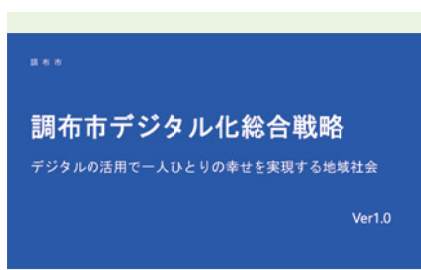 調布市
調布市デジタル化総合戦略
デジタルの活用で一人ひとりの幸せを実現する地域社会
Ver1.0